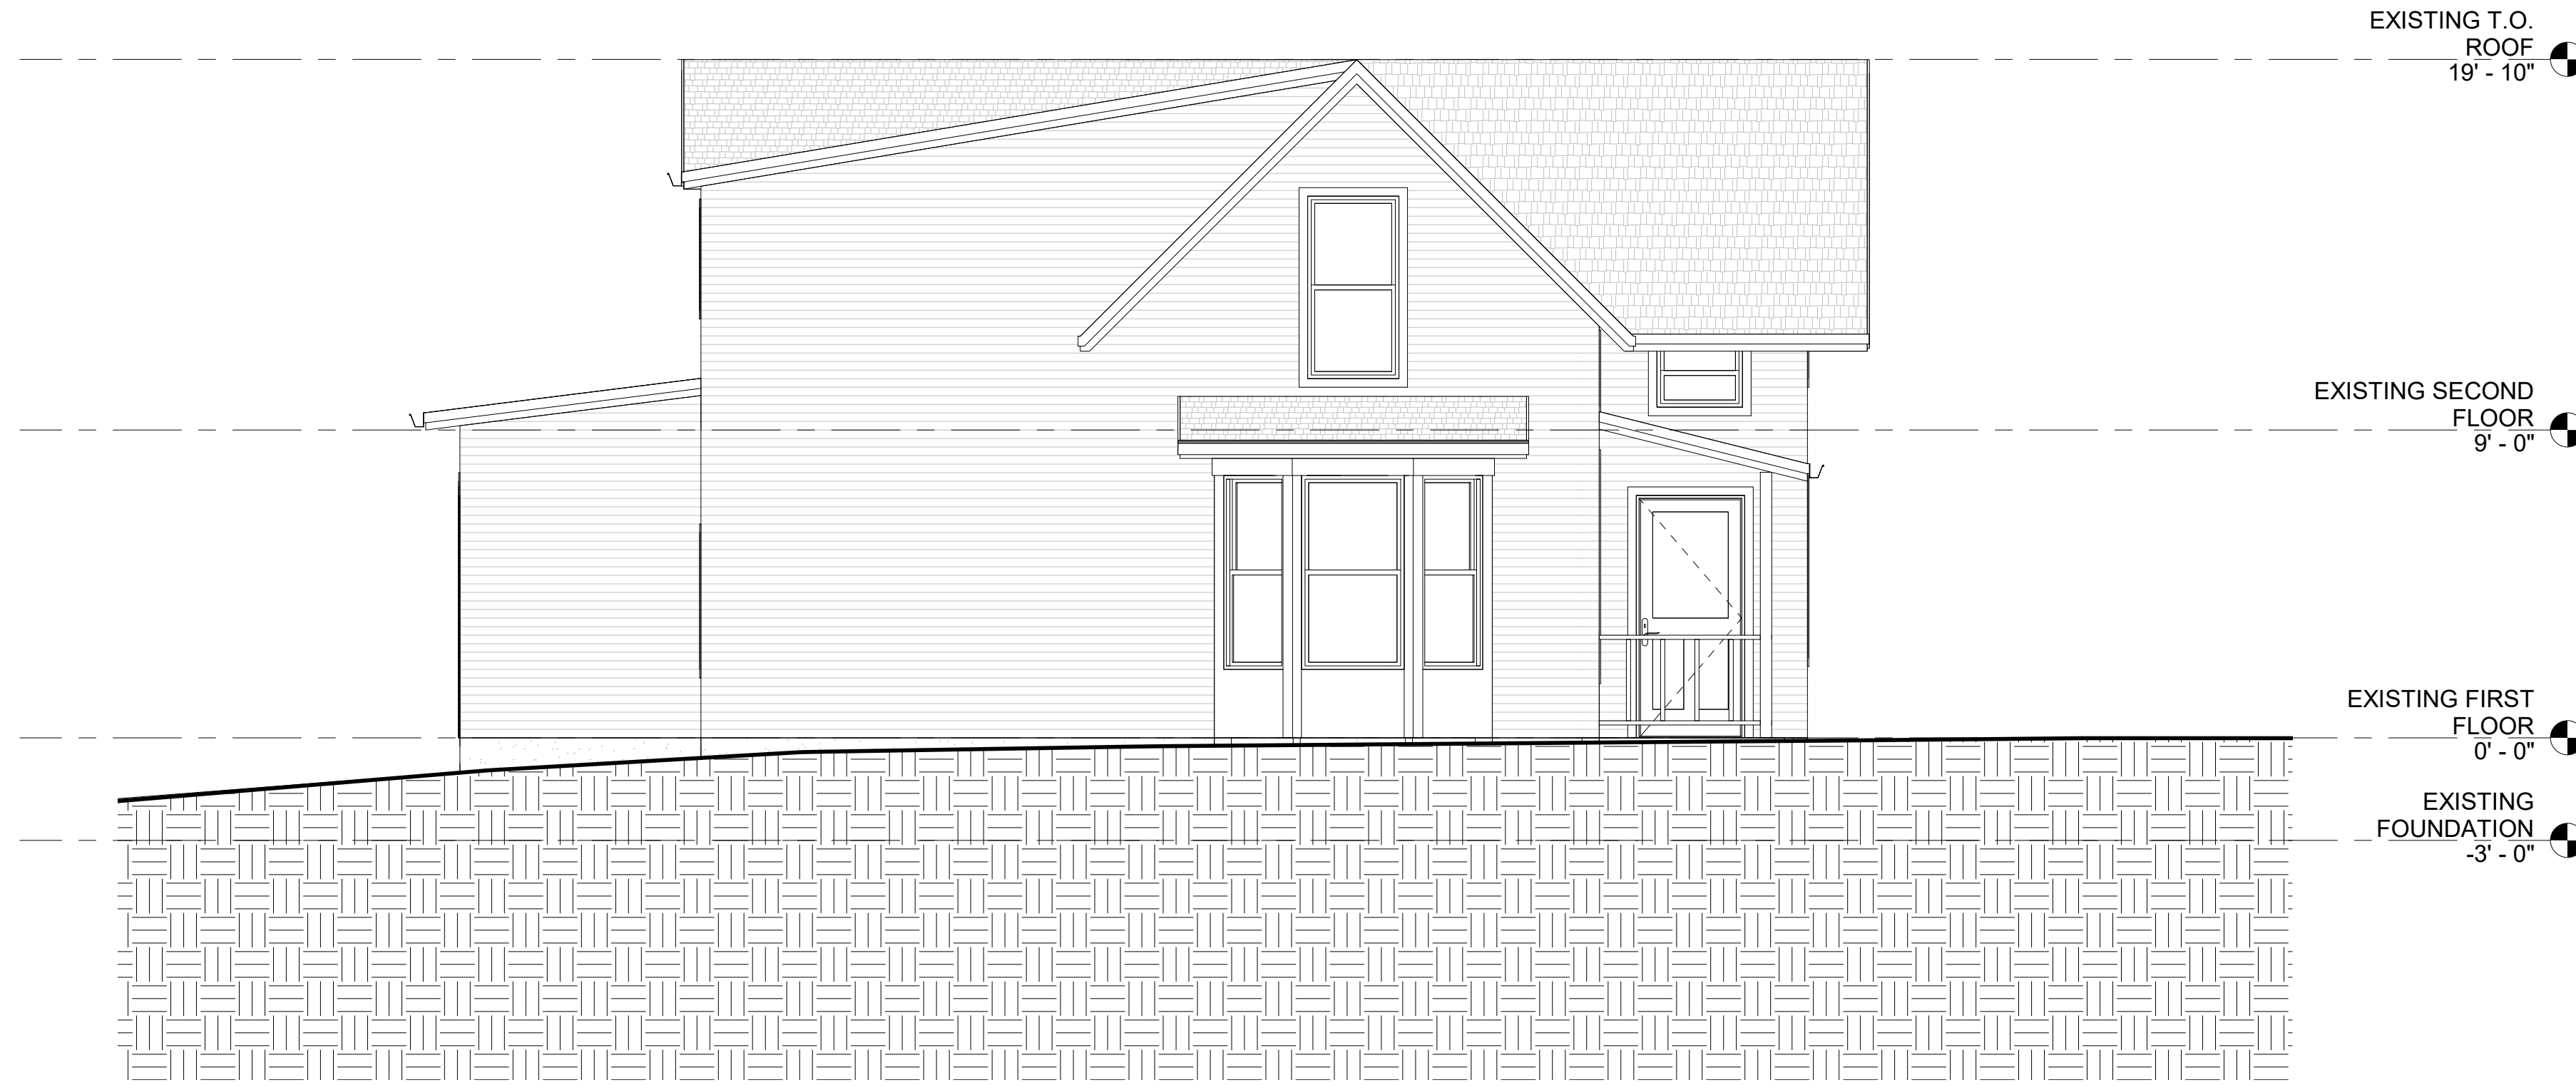 EXISTING T.O.
ROOF
19' - 10"
EXISTING SECOND
FLOOR
9' - 0"
EXISTING FIRST
FLOOR
0' - 0"
EXISTING
FOUNDATION
-3' - 0"